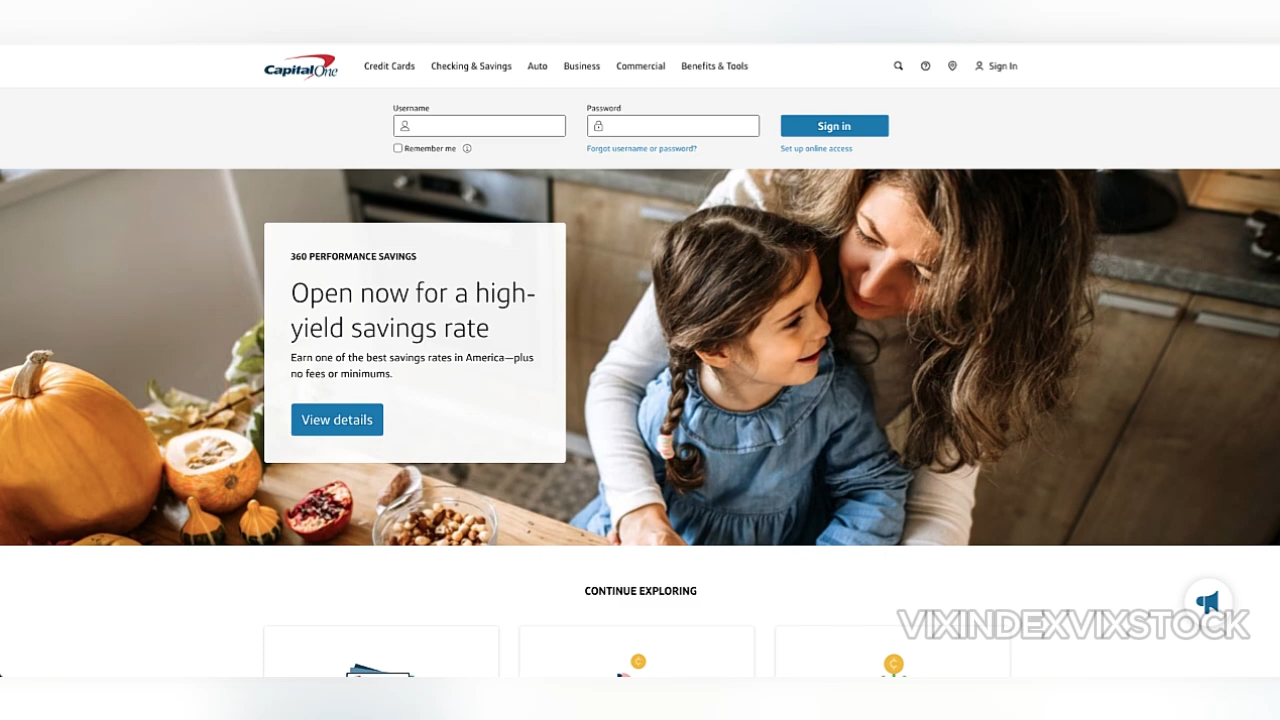 CapitalOne
Credit Cards Checking & Savings Auto Business Commercial Benefits & Tools Sign In
Username Password
Sign in
Remember me Forgot username or password? Set up online access
360 PERFORMANCE SAVINGS
Open now for a high-
yield savings rate
Earn one of the best savings rates in America—plus
no fees or minimums.
View details
CONTINUE EXPLORING
VIXINDEXVIXSTOCK